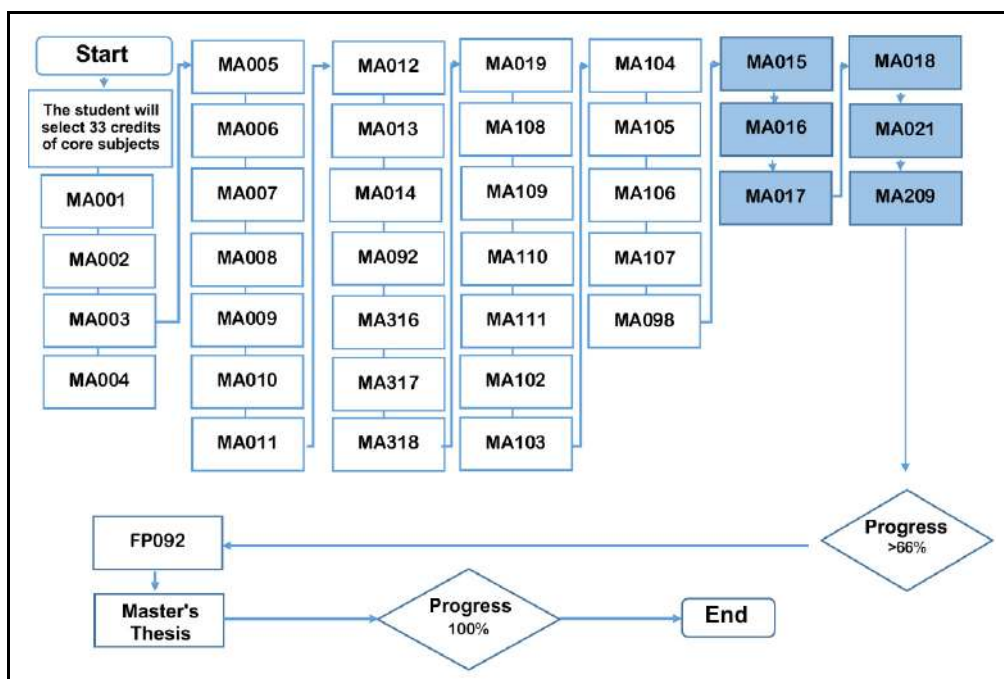 Start
The student will
select 33 credits
of core subjects
MA001
MA002
MA003
MA004
MA005
MA006
MA007
MA008
MA009
MA010
MA011
MA012
MA013
MA014
MA092
MA316
MA317
MA318
MA019
MA108
MA109
MA110
MA111
MA102
MA103
MA104
MA105
MA106
MA107
MA098
MA015
MA016
MA017
MA018
MA021
MA209
Progress
>66%
FP092
Master's
Thesis
Progress
100%
End